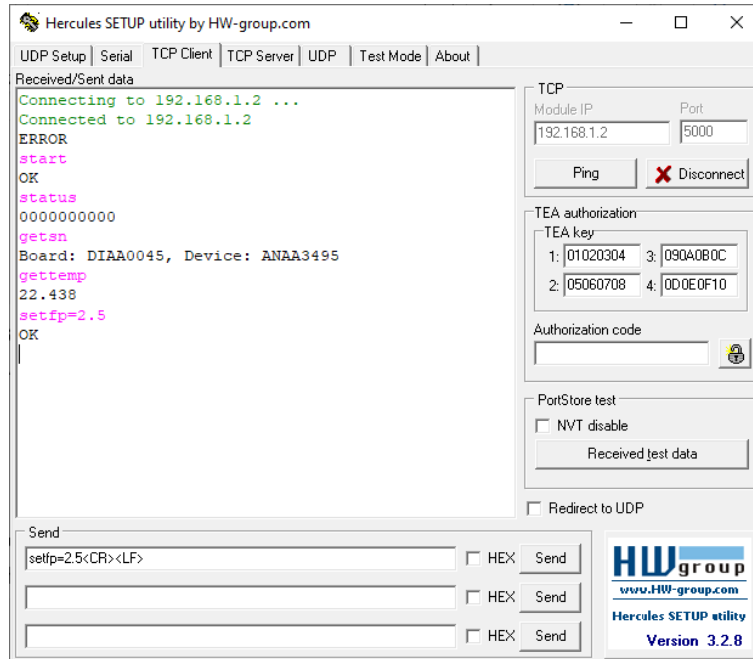 Hercules SETUP utility by HW-group.com
UDP Setup Serial TCP Client TCP Server UDP Test Mode About
Received/Sent data
Connecting to 192.168.1.2 ...
Connected to 192.168.1.2
ERROR
start
OK
status
0000000000
getsn
Board: DIAA0045, Device: ANAA3495
gettemp
22.438
setfp=2.5
OK
TCP
Module IP Port
192.168.1.2 5000
Ping Disconnect
TEA authorization
TEA key
1: 01020304 3: 090A0B0C
2: 05060708 4: 0D0E0F10
Authorization code
PortStore test
NVT disable
Received test data
Redirect to UDP
Send
setfp=2.5<CR><LF> HEX Send
HEX Send
HEX Send
HWgroup
www.HW-group.com
Hercules SETUP utility
Version 3.2.8